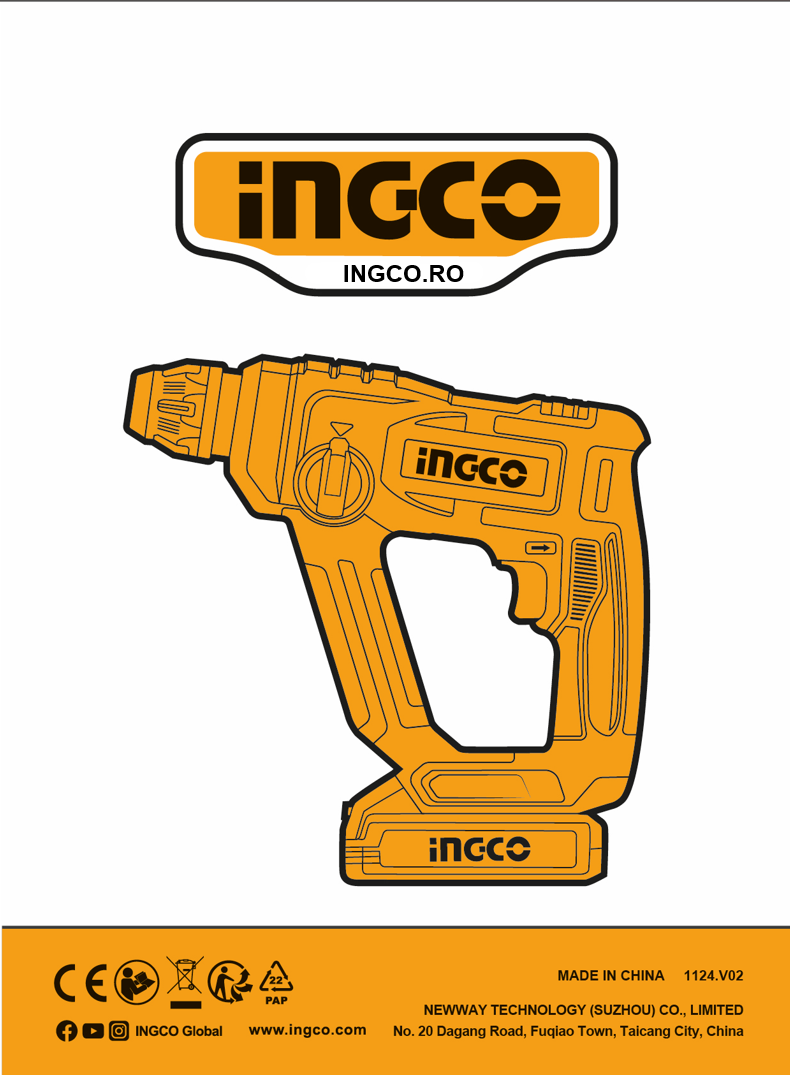 INGCO
INGCO.RO
INGCO
INGCO
CE
22
PAP
MADE IN CHINA 1124.V02
NEWWAY TECHNOLOGY (SUZHOU) CO., LIMITED
INGCO Global www.ingco.com No. 20 Dagang Road, Fuqiao Town, Taicang City, China